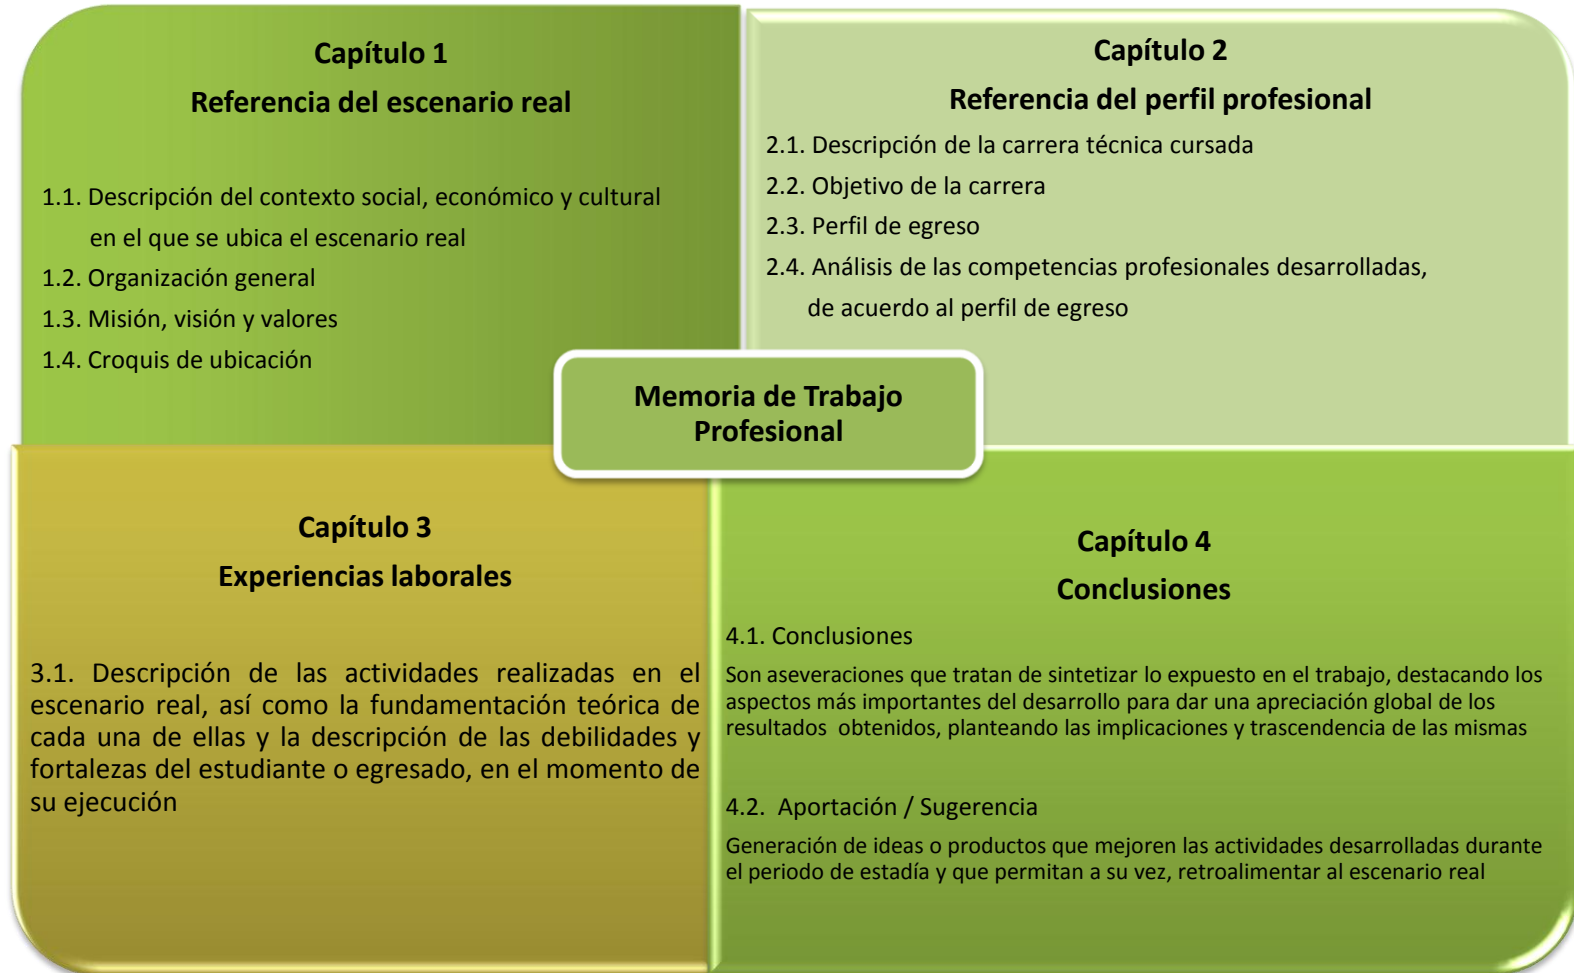 Capítulo 1
Referencia del escenario real
1.1. Descripción del contexto social, económico y cultural
en el que se ubica el escenario real
1.2. Organización general
1.3. Misión, visión y valores
1.4. Croquis de ubicación
Capítulo 2
Referencia del perfil profesional
2.1. Descripción de la carrera técnica cursada
2.2. Objetivo de la carrera
2.3. Perfil de egreso
2.4. Análisis de las competencias profesionales desarrolladas,
de acuerdo al perfil de egreso
Memoria de Trabajo
Profesional
Capítulo 3
Experiencias laborales
3.1. Descripción de las actividades realizadas en el
escenario real, así como la fundamentación teórica de
cada una de ellas y la descripción de las debilidades y
fortalezas del estudiante o egresado, en el momento de
su ejecución
Capítulo 4
Conclusiones
4.1. Conclusiones
Son aseveraciones que tratan de sintetizar lo expuesto en el trabajo, destacando los
aspectos más importantes del desarrollo para dar una apreciación global de los
resultados obtenidos, planteando las implicaciones y trascendencia de las mismas
4.2. Aportación / Sugerencia
Generación de ideas o productos que mejoren las actividades desarrolladas durante
el periodo de estadía y que permitan a su vez, retroalimentar al escenario real